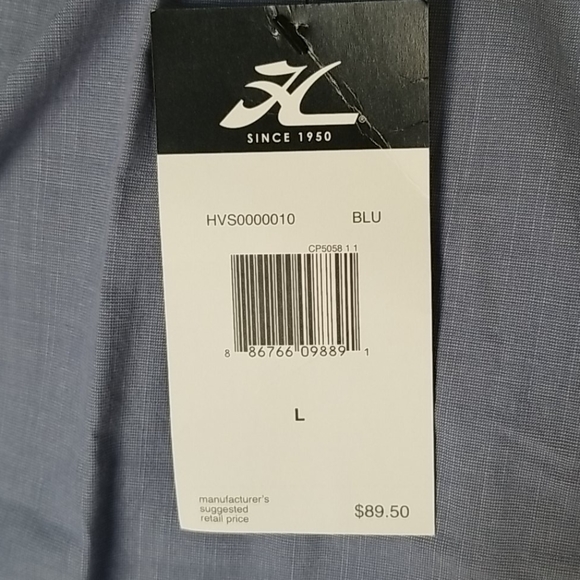 H®
SINCE 1950
HVS0000010 BLU
CP5058 1 1
8 86766 09889 1
L
manufacturer's
suggested
retail price
$89.50